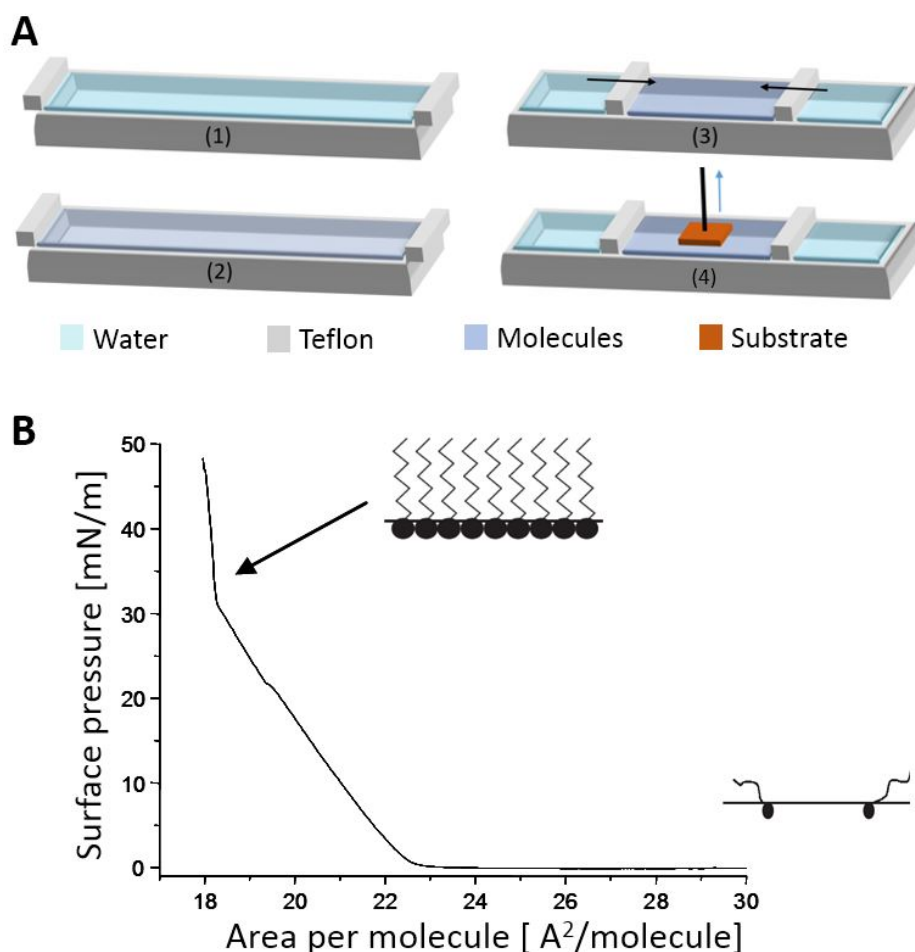 A
(1)
(3)
(2)
(4)
Water
Teflon
Molecules
Substrate
B
Surface pressure [mN/m]
50
40
30
20
10
0
18 20 22 24 26 28 30
Area per molecule [ A²/molecule]